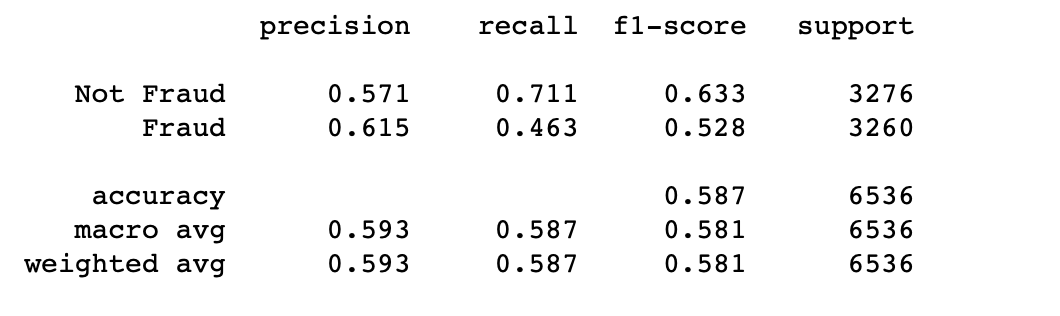 precision recall f1-score support
Not Fraud 0.571 0.711 0.633 3276
Fraud 0.615 0.463 0.528 3260
accuracy 0.587 6536
macro avg 0.593 0.587 0.581 6536
weighted avg 0.593 0.587 0.581 6536